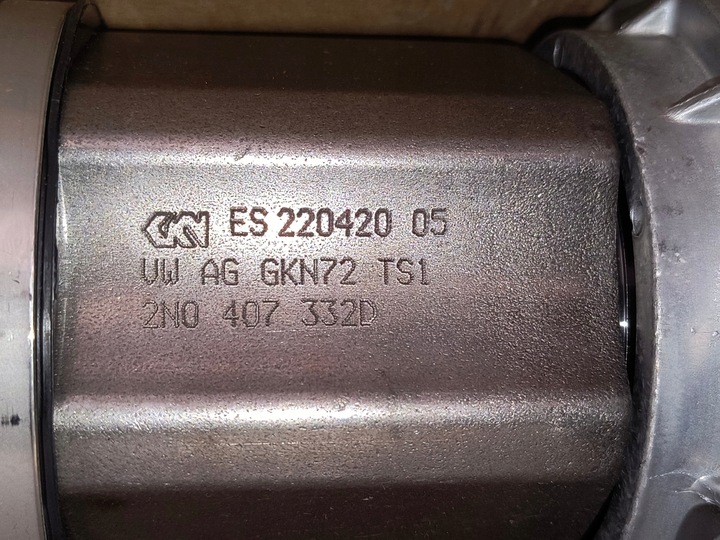 GKN ES 220420 05
VW AG GKN72 TS1
2N0 407 332D